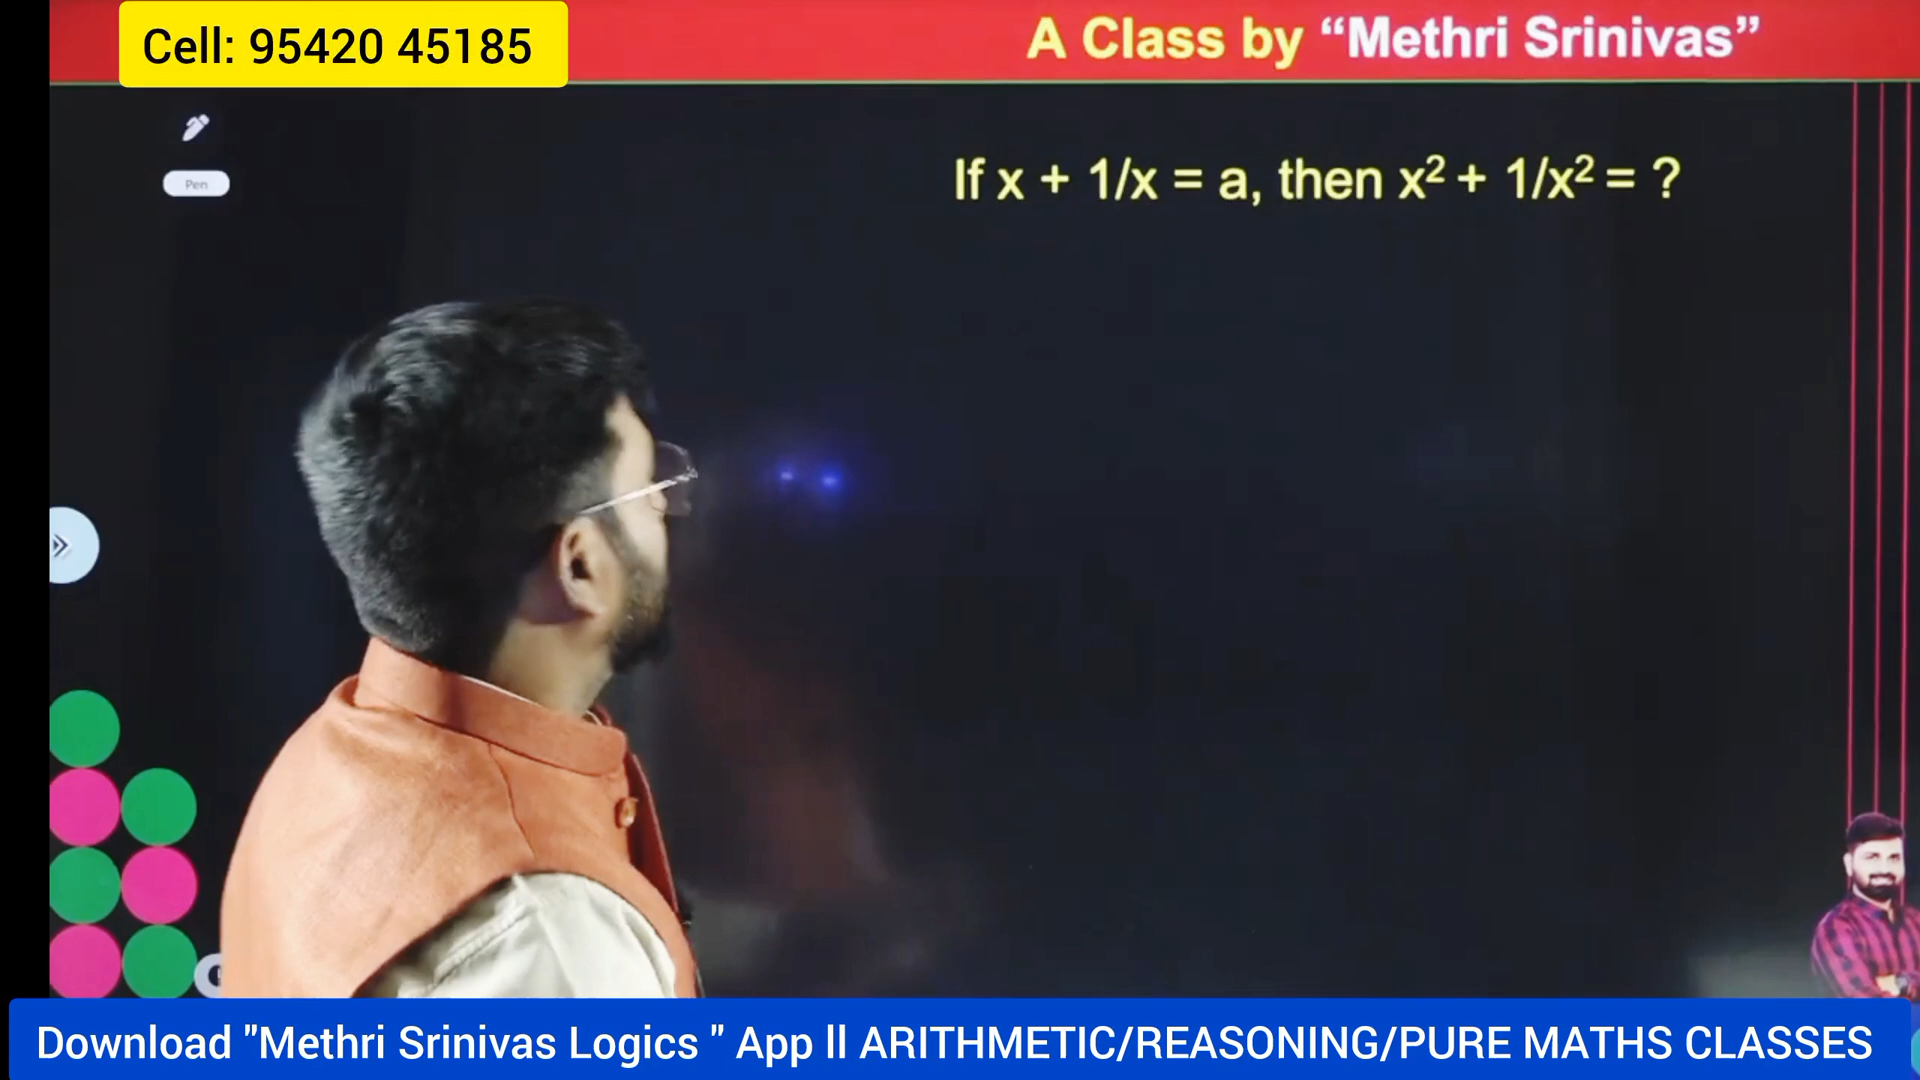 Cell: 95420 45185
A Class by “Methri Srinivas”
Pen
If x + 1/x = a, then x² + 1/x² = ?
Download "Methri Srinivas Logics " App ll ARITHMETIC/REASONING/PURE MATHS CLASSES